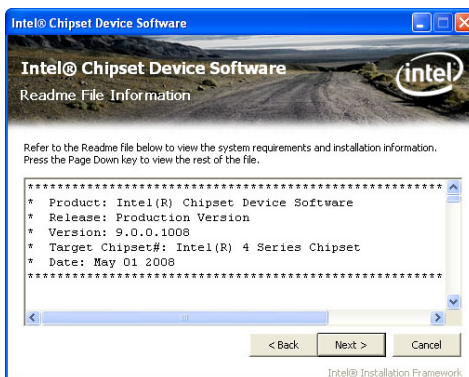 Intel® Chipset Device Software
Intel® Chipset Device Software
intel
Readme File Information
Refer to the Readme file below to view the system requirements and installation information.
Press the Page Down key to view the rest of the file.
********************************************************
* Product: Intel(R) Chipset Device Software
* Release: Production Version
* Version: 9.0.0.1008
* Target Chipset#: Intel(R) 4 Series Chipset
* Date: May 01 2008
********************************************************
< Back Next > Cancel
Intel® Installation Framework